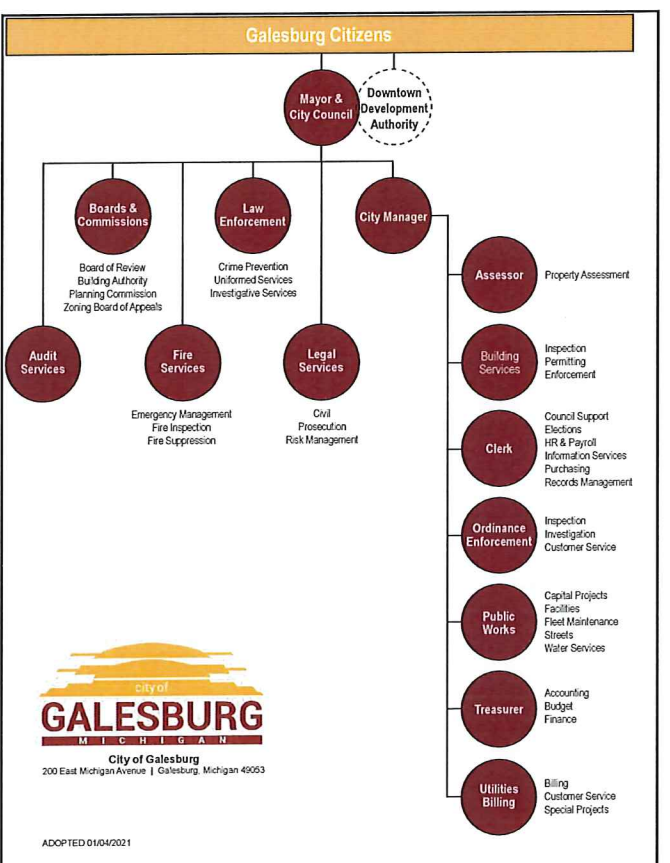 Galesburg Citizens
Mayor &
City Council
Downtown
Development
Authority
Boards &
Commissions
Board of Review
Building Authority
Planning Commission
Zoning Board of Appeals
Law
Enforcement
Crime Prevention
Uniformed Services
Investigative Services
City Manager
Audit
Services
Fire
Services
Emergency Management
Fire Inspection
Fire Suppression
Legal
Services
Civil
Prosecution
Risk Management
Assessor
Property Assessment
Building
Services
Inspection
Permitting
Enforcement
Clerk
Council Support
Elections
HR & Payroll
Information Services
Purchasing
Records Management
Ordinance
Enforcement
Inspection
Investigation
Customer Service
Public
Works
Capital Projects
Facilities
Fleet Maintenance
Streets
Water Services
Treasurer
Accounting
Budget
Finance
Utilities
Billing
Billing
Customer Service
Special Projects
city of
GALESBURG
MICHIGAN
City of Galesburg
200 East Michigan Avenue | Galesburg, Michigan 49053
ADOPTED 01/04/2021